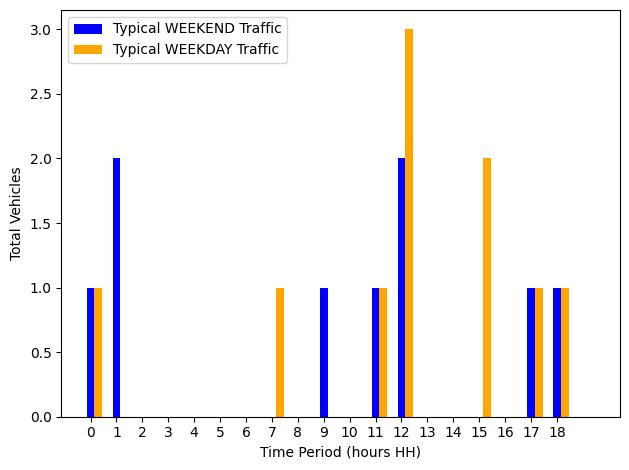 Typical WEEKEND Traffic
Typical WEEKDAY Traffic
3.0
2.5
2.0
1.5
1.0
0.5
0.0
Total Vehicles
0 1 2 3 4 5 6 7 8 9 10 11 12 13 14 15 16 17 18
Time Period (hours HH)